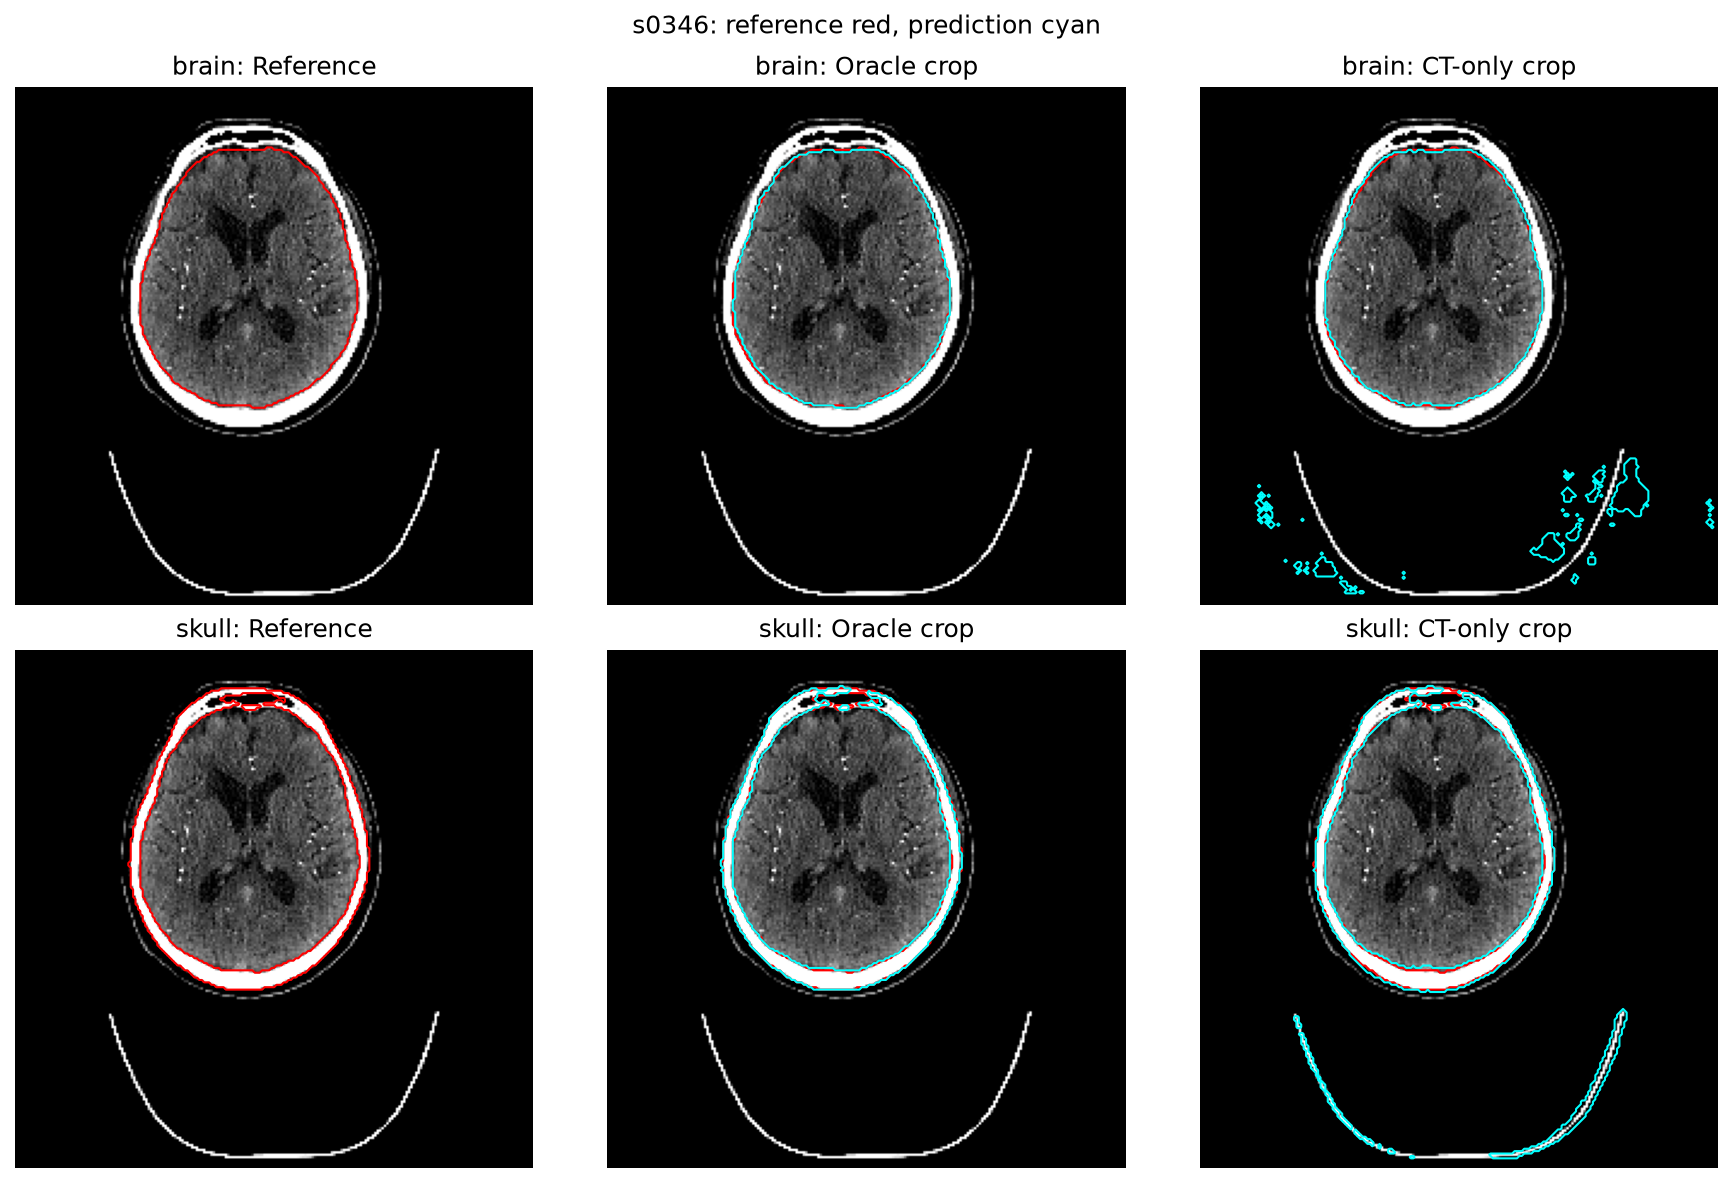 s0346: reference red, prediction cyan
brain: Reference
brain: Oracle crop
brain: CT-only crop
skull: Reference
skull: Oracle crop
skull: CT-only crop